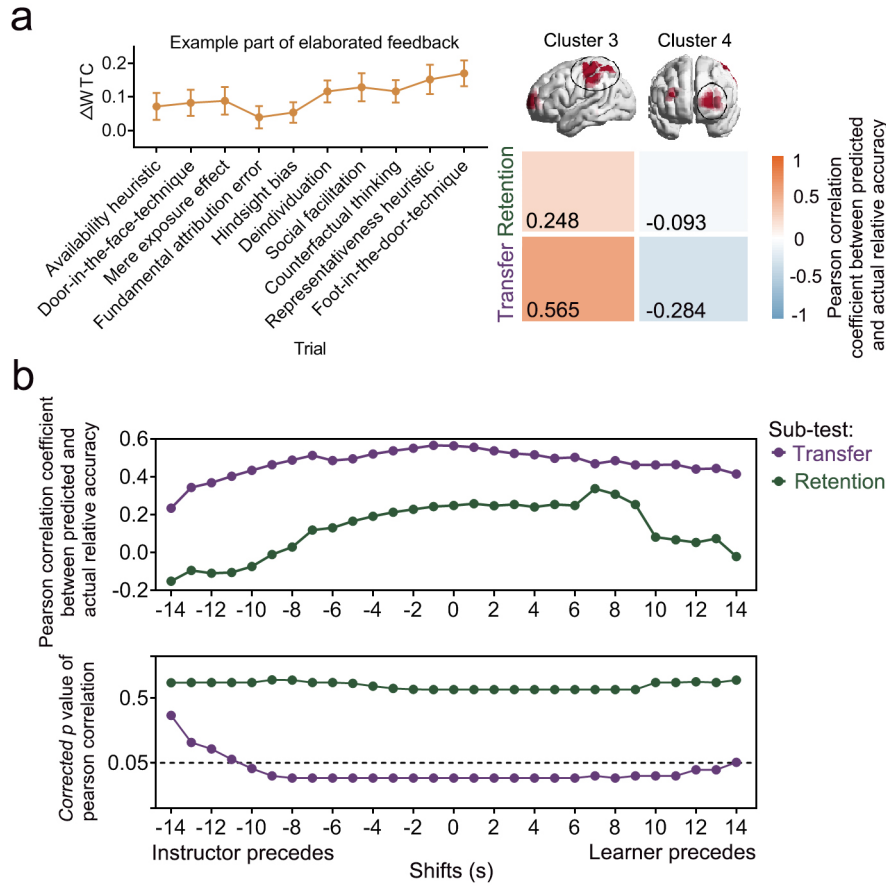 a
Example part of elaborated feedback
ΔWTC
0.2
0.1
0.0
Availability heuristic
Door-in-the-face-technique
Mere exposure effect
Fundamental attribution error
Hindsight bias
Deindividuation
Social facilitation
Counterfactual thinking
Representativeness heuristic
Foot-in-the-door-technique
Trial
Cluster 3
Cluster 4
Retention
0.248
-0.093
Transfer
0.565
-0.284
1
0.5
0
-0.5
-1
Pearson correlation
coefficient between predicted
and actual relative accuracy
b
Pearson correlation coefficient
between predicted and
actual relative accuracy
0.6
0.4
0.2
0.0
-0.2
-14 -12 -10 -8 -6 -4 -2 0 2 4 6 8 10 12 14
Sub-test:
Transfer
Retention
Corrected p value of
pearson correlation
0.5
0.05
-14 -12 -10 -8 -6 -4 -2 0 2 4 6 8 10 12 14
Instructor precedes
Learner precedes
Shifts (s)